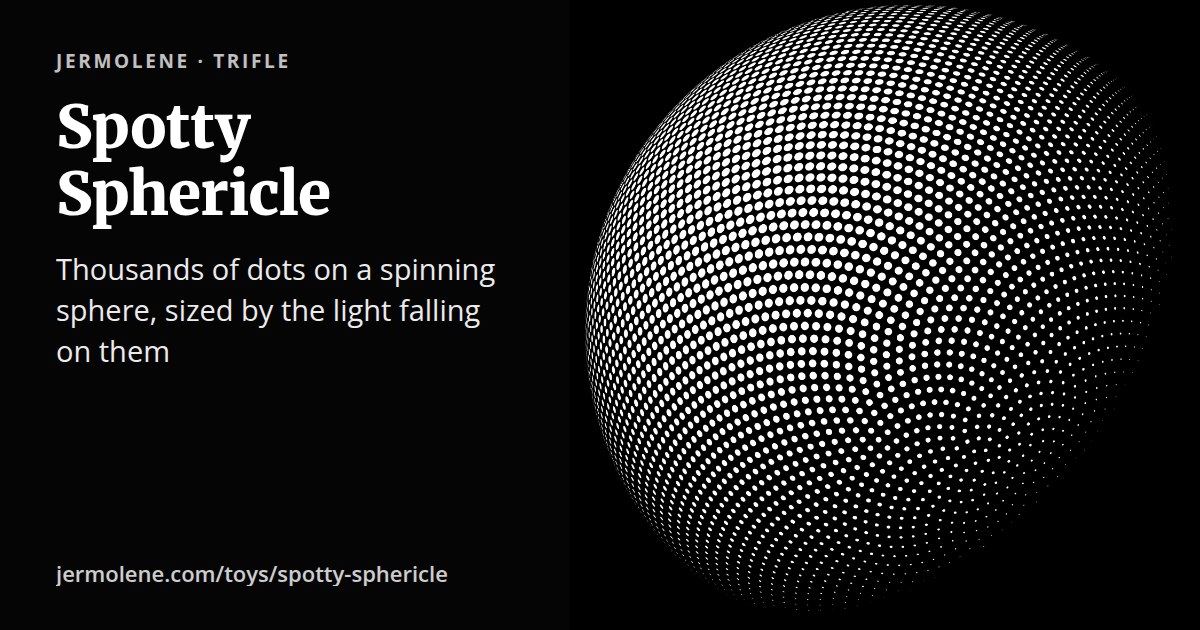 JERMOLENE · TRIFLE
Spotty
Sphericle
Thousands of dots on a spinning
sphere, sized by the light falling
on them
jermolene.com/toys/spotty-sphericle